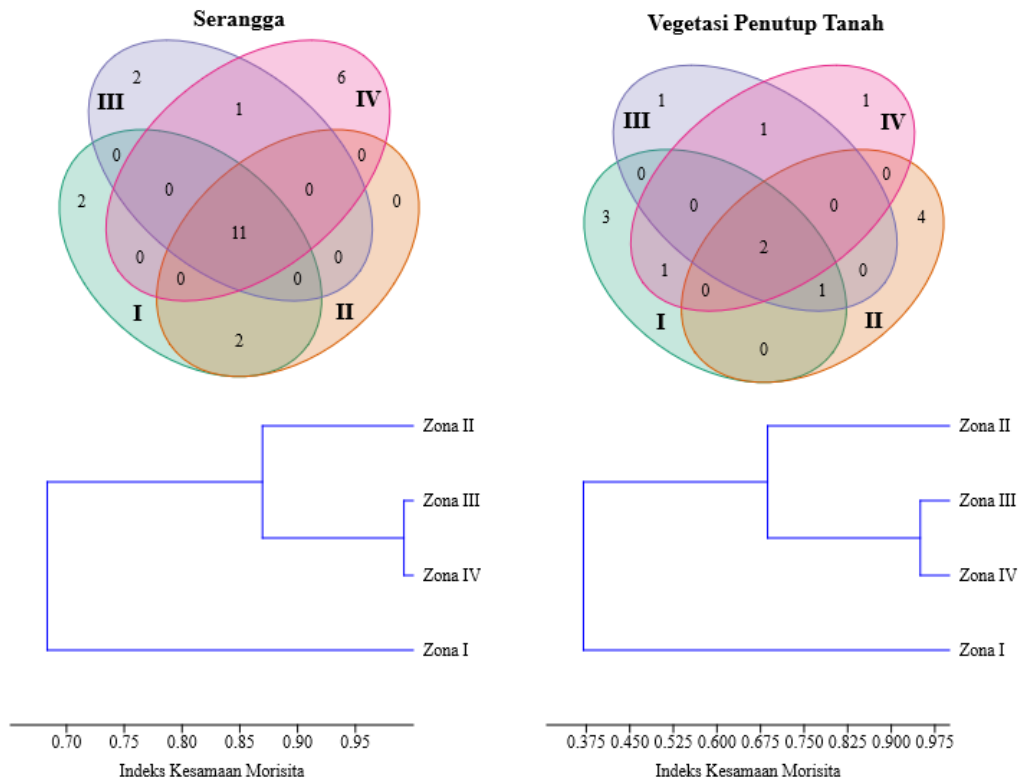 Serangga
2
6
III
IV
1
0
0
2
0
0
0
11
0
0
0
0
I
II
2
Vegetasi Penutup Tanah
1
1
III
1
IV
0
0
3
0
0
4
2
1
0
0
1
I
II
0
Zona II
Zona III
Zona IV
Zona I
0.70 0.75 0.80 0.85 0.90 0.95
Indeks Kesamaan Morisita
Zona II
Zona III
Zona IV
Zona I
0.375 0.450 0.525 0.600 0.675 0.750 0.825 0.900 0.975
Indeks Kesamaan Morisita